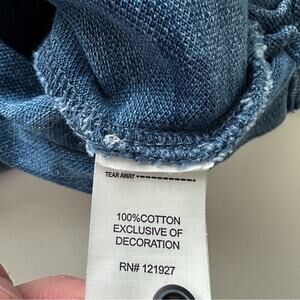 TEAR AWAY ----------
100%COTTON
EXCLUSIVE OF
DECORATION
RN# 121927